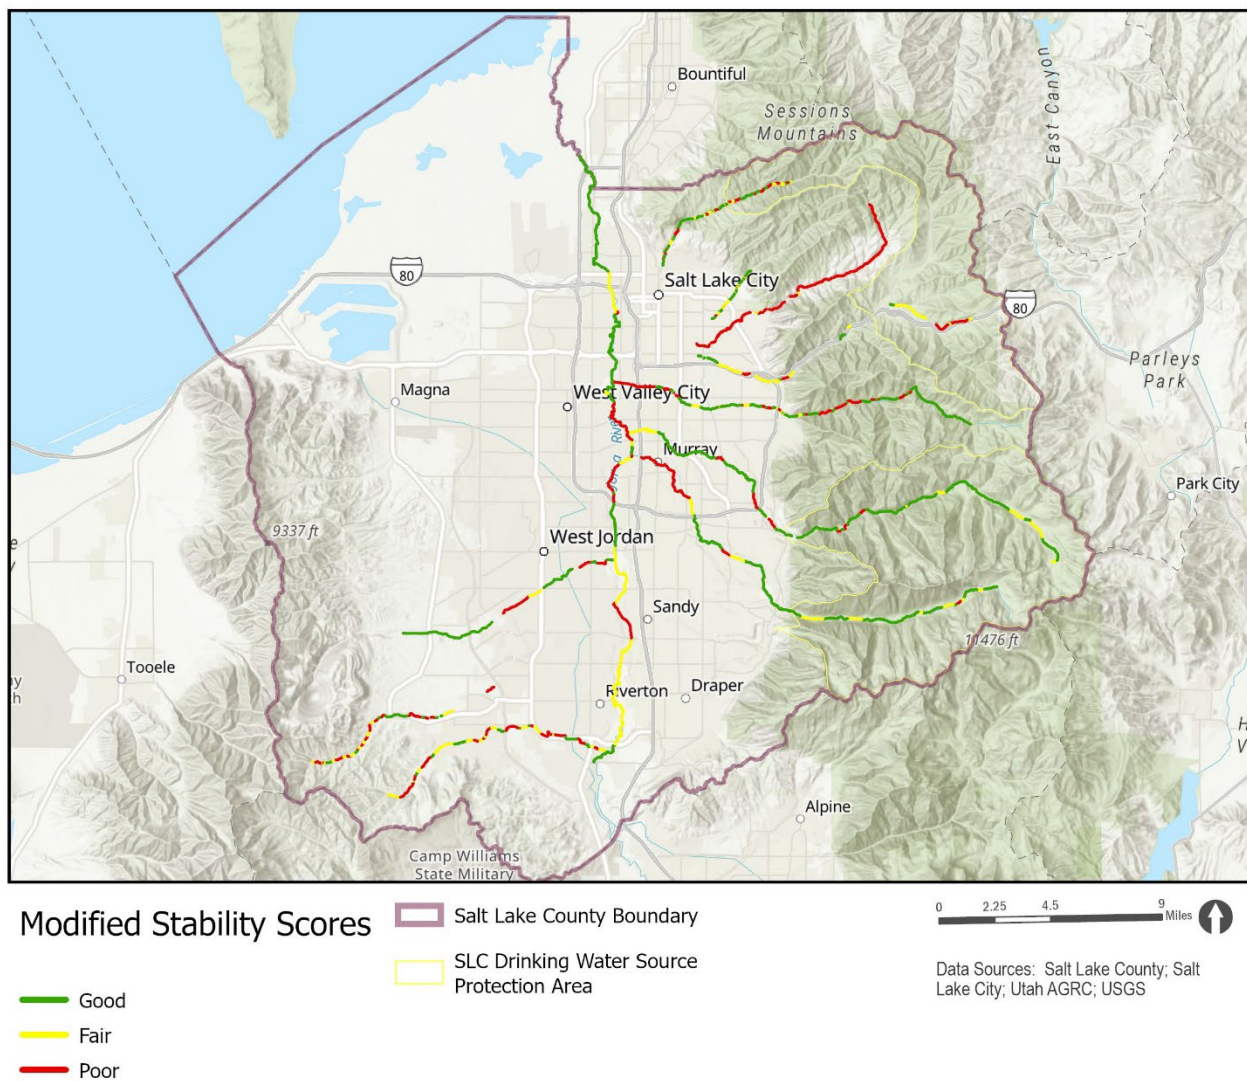 Bountiful
Sessions
Mountains
East Canyon
80
Salt Lake City
80
Parleys
Park
Magna
West Valley City
Murray
Park City
9337 ft
West Jordan
Sandy
11476 ft
Tooele
Riverton
Draper
Alpine
Camp Williams
State Military
Modified Stability Scores
Good
Fair
Poor
Salt Lake County Boundary
SLC Drinking Water Source
Protection Area
0 2.25 4.5 9
Miles
Data Sources: Salt Lake County; Salt
Lake City; Utah AGRC; USGS